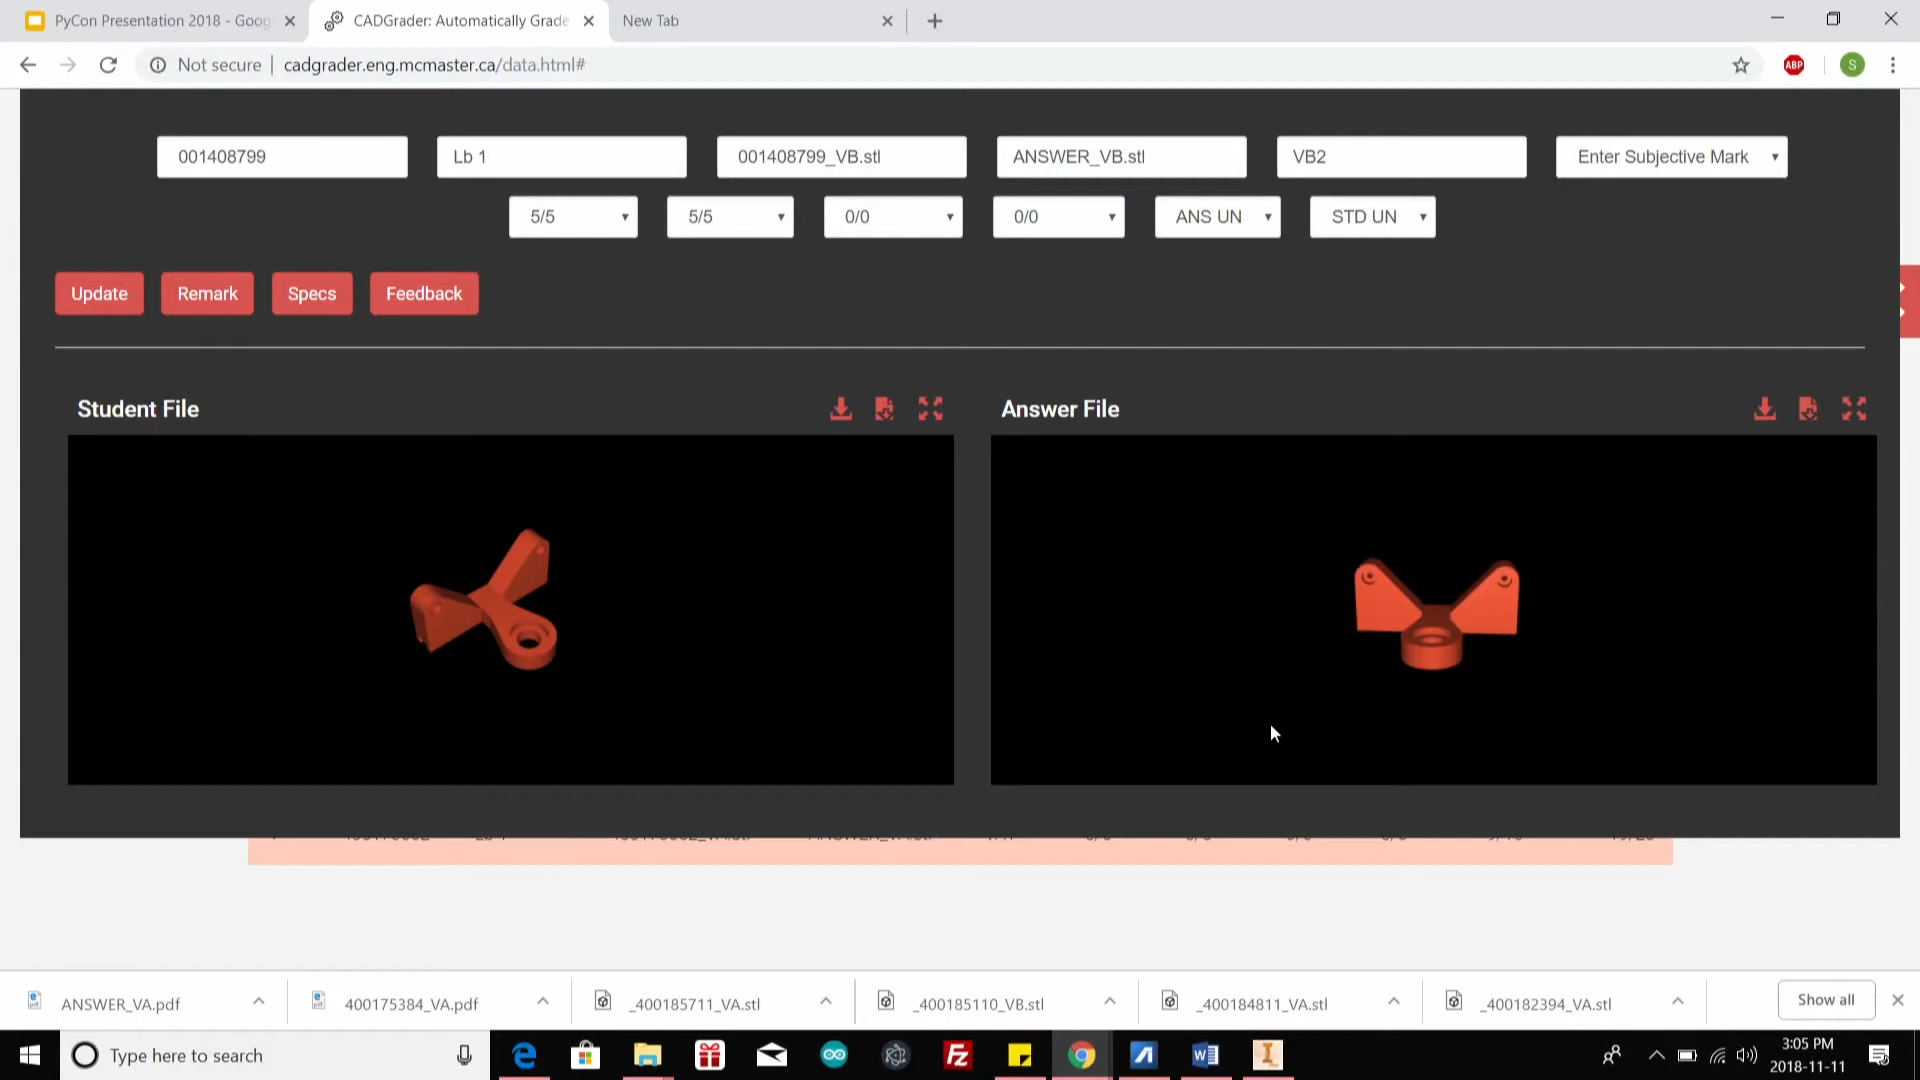 PyCon Presentation 2018 - Goog
CADGrader: Automatically Grade
New Tab
Not secure
cadgrader.eng.mcmaster.ca/data.html#
ABP
S
001408799
Lb 1
001408799_VB.stl
ANSWER_VB.stl
VB2
Enter Subjective Mark
5/5
5/5
0/0
0/0
ANS UN
STD UN
Update
Remark
Specs
Feedback
Student File
Answer File
ANSWER_VA.pdf
400175384_VA.pdf
_400185711_VA.stl
_400185110_VB.stl
_400184811_VA.stl
_400182394_VA.stl
Show all
Type here to search
3:05 PM
2018-11-11